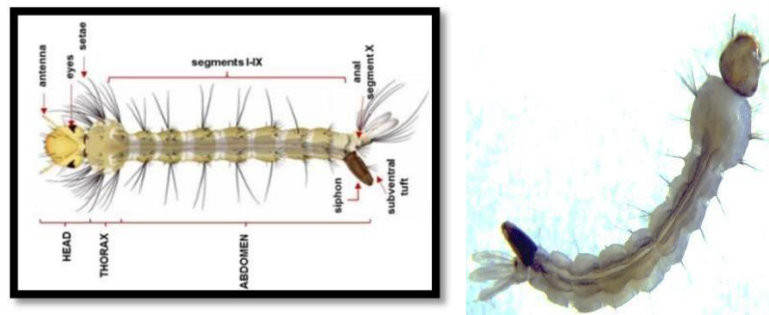 antenna
eyes
setae
segments I-IX
anal
segment X
siphon
subventral
tuft
HEAD
THORAX
ABDOMEN